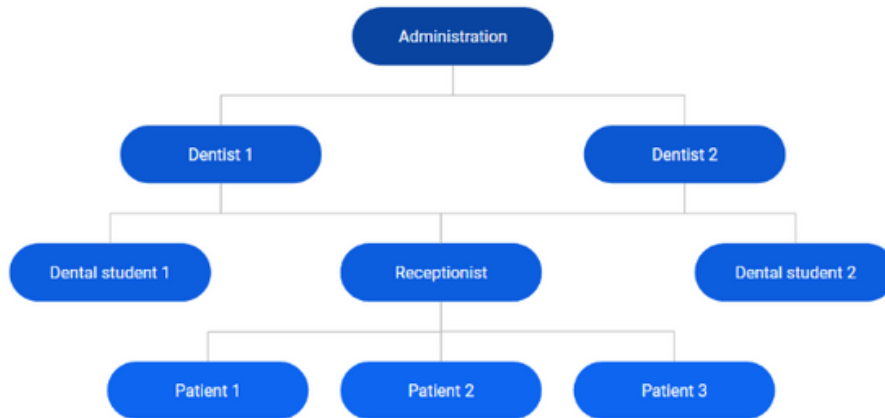 Administration
Dentist 1
Dentist 2
Dental student 1
Receptionist
Dental student 2
Patient 1
Patient 2
Patient 3